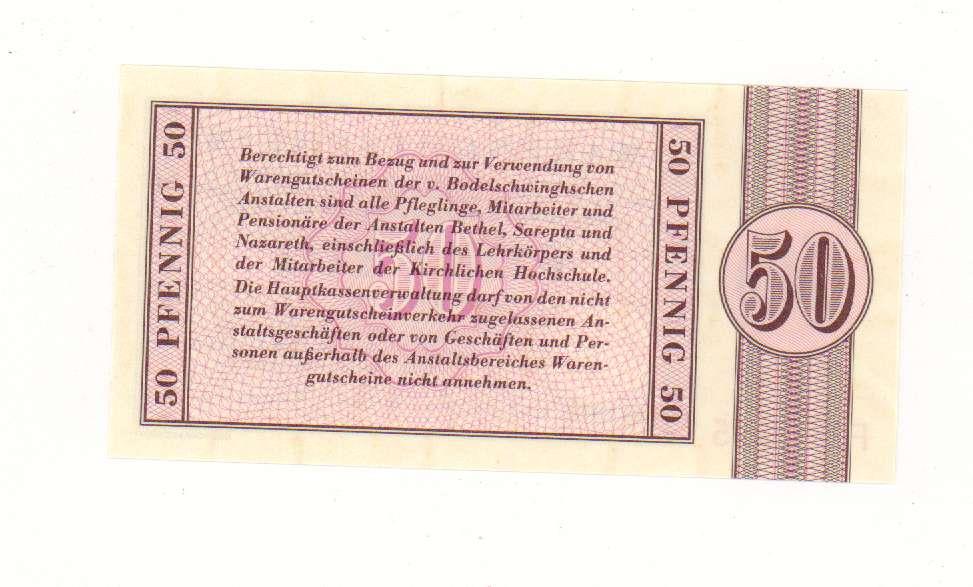 50 PFENNIG 50
Berechtigt zum Bezug und zur Verwendung von
Warengutscheinen der v. Bodelschwinghschen
Anstalten sind alle Pfleglinge, Mitarbeiter und
Pensionäre der Anstalten Bethel, Sarepta und
Nazareth, einschließlich des Lehrkörpers und
der Mitarbeiter der Kirchlichen Hochschule.
Die Hauptkassenverwaltung darf von den nicht
zum Warengutscheinverkehr zugelassenen An-
staltsgeschäften oder von Geschäften und Per-
sonen außerhalb des Anstaltsbereiches Waren-
gutscheine nicht annehmen.
50
50 PFENNIG 50
50